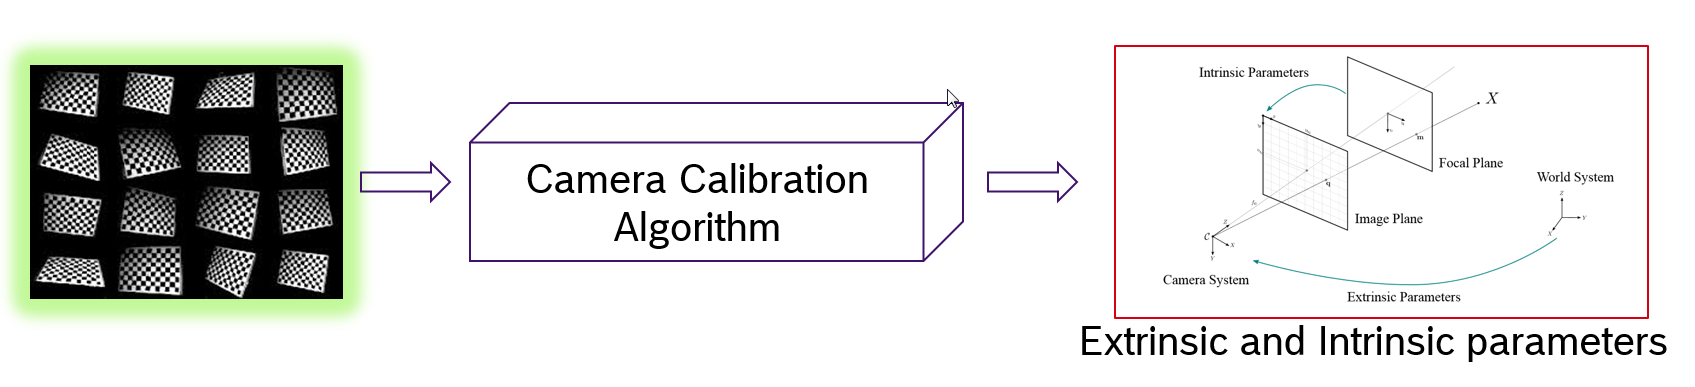 Camera Calibration
Algorithm
Intrinsic Parameters
X
m
Focal Plane
World System
Z
Y
X
q
Image Plane
C
Z
X
Y
Camera System
Extrinsic Parameters
Extrinsic and Intrinsic parameters